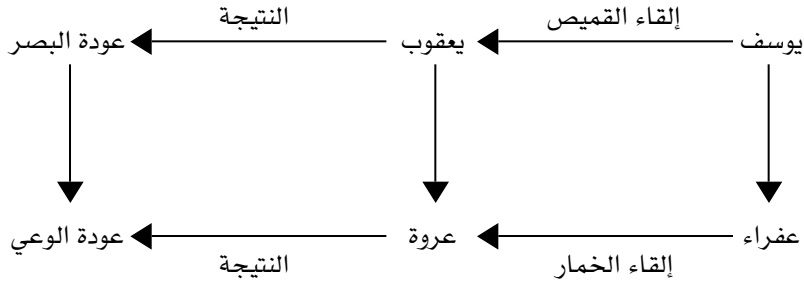 إلقاء القميص
النتيجة
يوسف
يعقوب
عودة البصر
عفراء
عروة
عودة الوعي
إلقاء الخمار
النتيجة